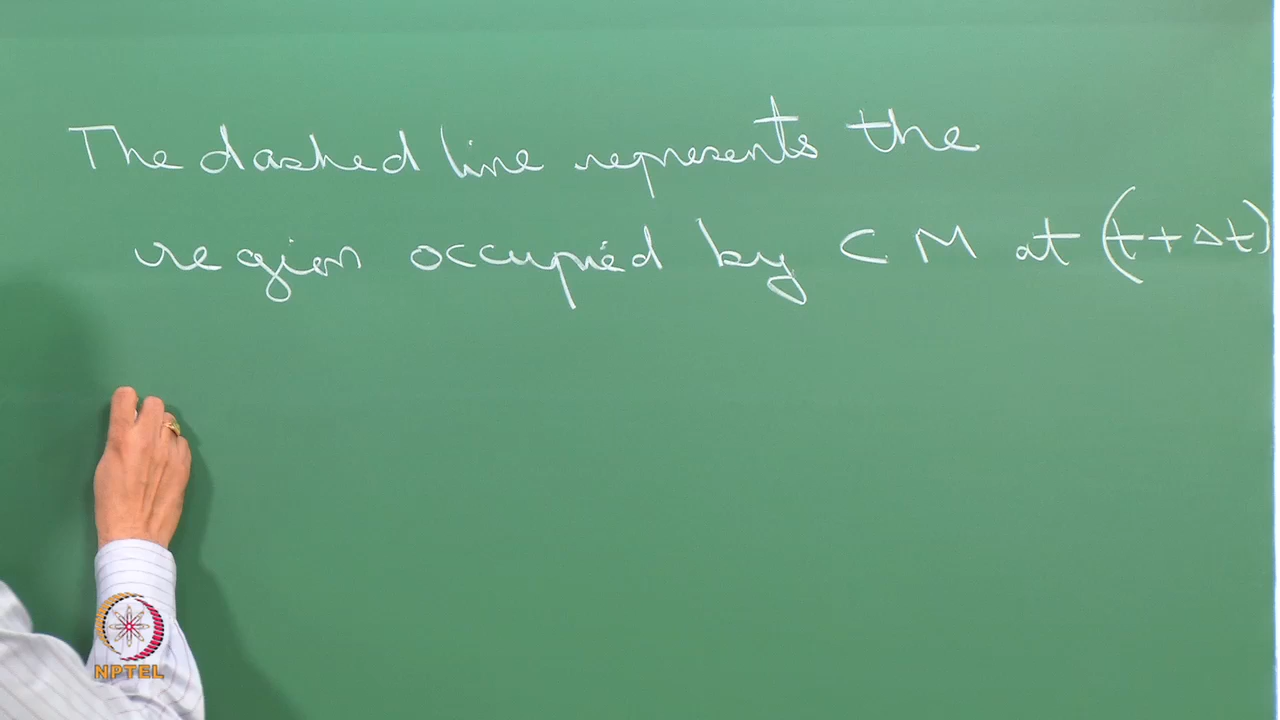 The dashed line represents the
region occupied by CM at (t + Δt)
NPTEL